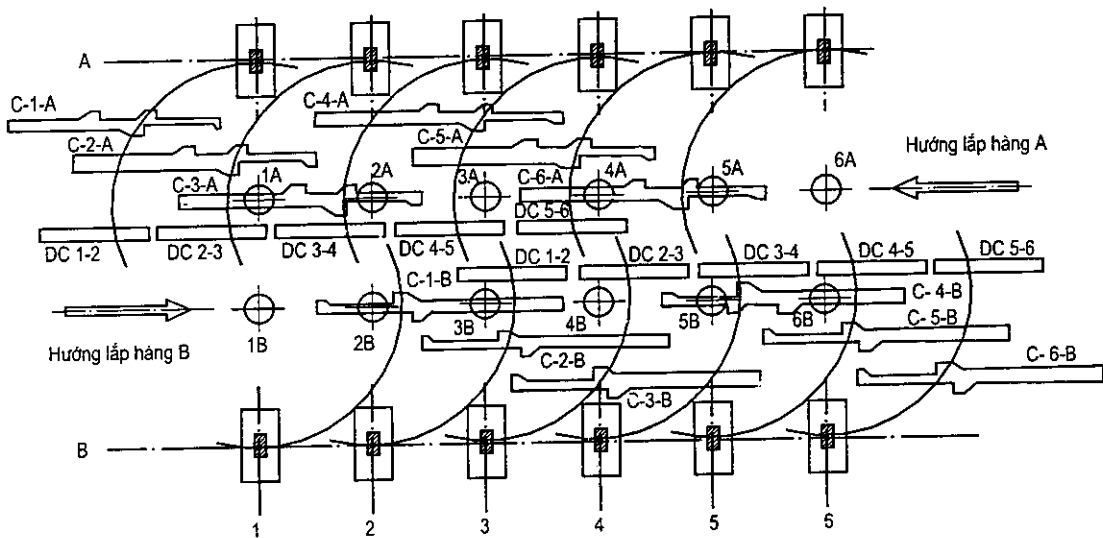 A
C-1-A
C-4-A
C-2-A
C-5-A
Hướng lắp hàng A
C-3-A
1A
2A
3A
C-6-A
4A
5A
6A
DC 1-2
DC 2-3
DC 3-4
DC 4-5
DC 5-6
DC 1-2
DC 2-3
DC 3-4
DC 4-5
DC 5-6
C-1-B
C- 4-B
1B
2B
3B
4B
5B
6B
C- 5-B
Hướng lắp hàng B
C-2-B
C- 6-B
C-3-B
B
1
2
3
4
5
6